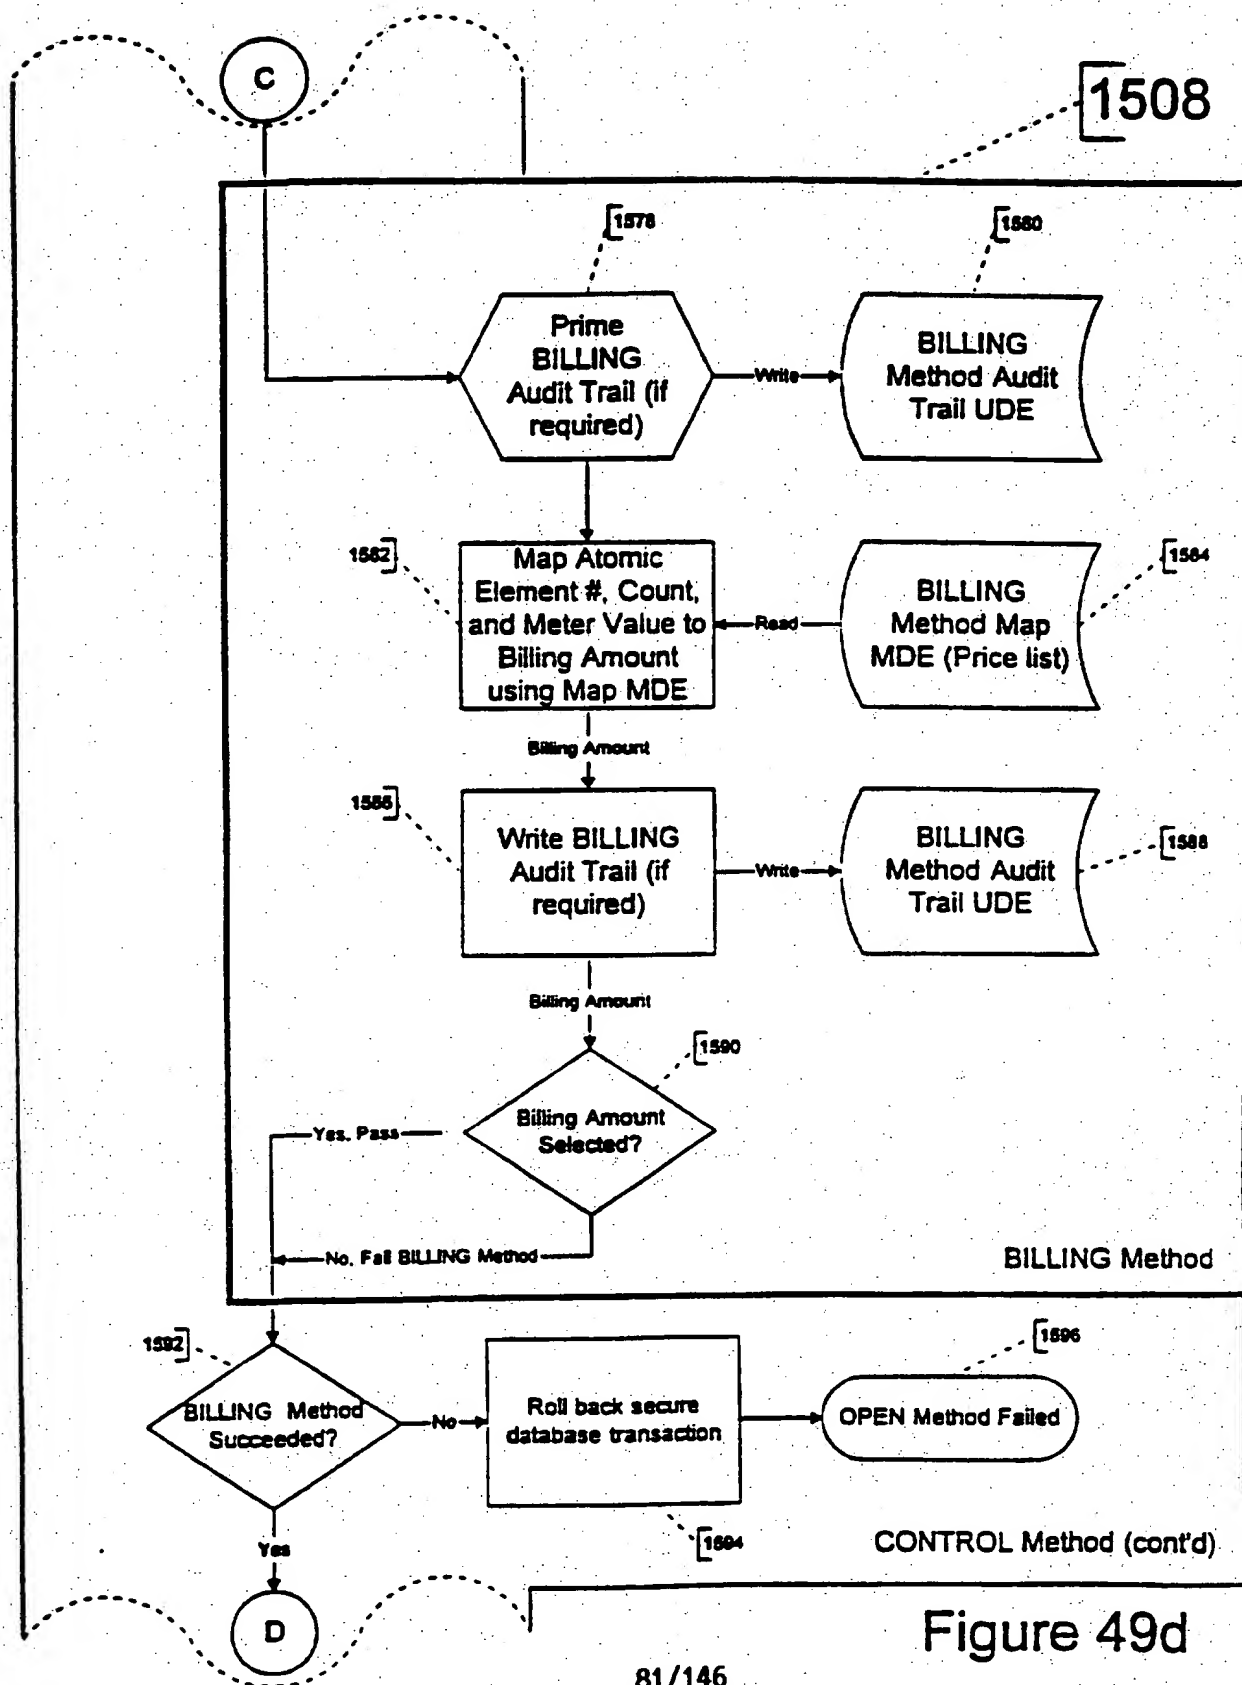 C
1508
1578
1580
Prime
BILLING
Audit Trail (if
required)
Write
BILLING
Method Audit
Trail UDE
1582
Map Atomic
Element #, Count,
and Meter Value to
Billing Amount
using Map MDE
Read
BILLING
Method Map
MDE (Price list)
1584
Billing Amount
1586
Write BILLING
Audit Trail (if
required)
Write
BILLING
Method Audit
Trail UDE
1588
Billing Amount
1590
Billing Amount
Selected?
Yes, Pass
No, Fail BILLING Method
BILLING Method
1592
BILLING Method
Succeeded?
No
Roll back secure
database transaction
1596
OPEN Method Failed
1594
Yes
CONTROL Method (cont'd)
D
Figure 49d
81/146